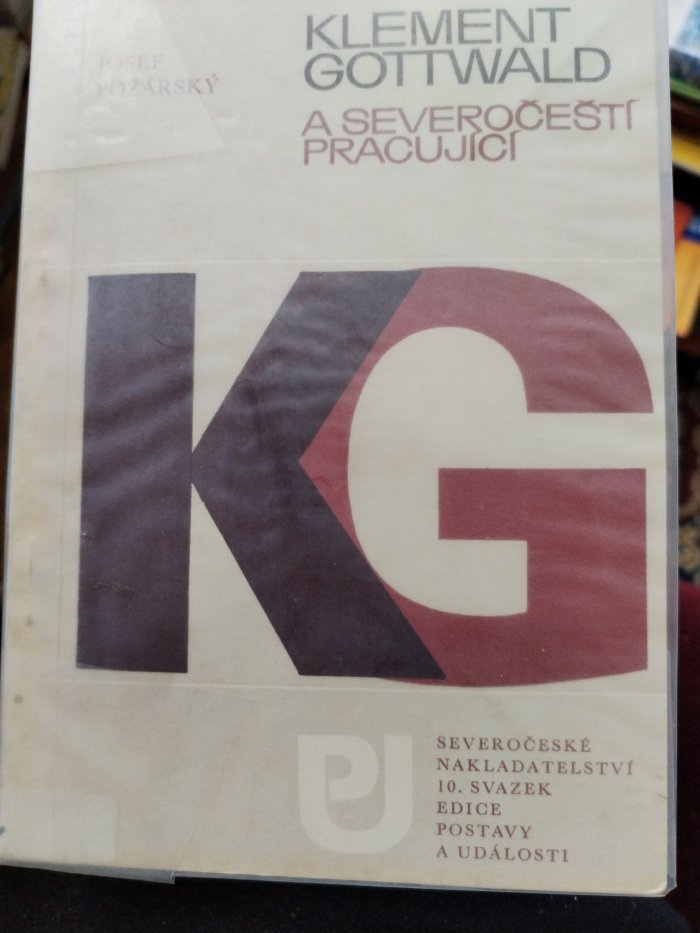 JOSEF
POŽÁRSKÝ
KLEMENT
GOTTWALD
A SEVEROČEŠTÍ
PRACUJÍCÍ
KG
SEVEROČESKÉ
NAKLADATELSTVÍ
10. SVAZEK
EDICE
POSTAVY
A UDÁLOSTI